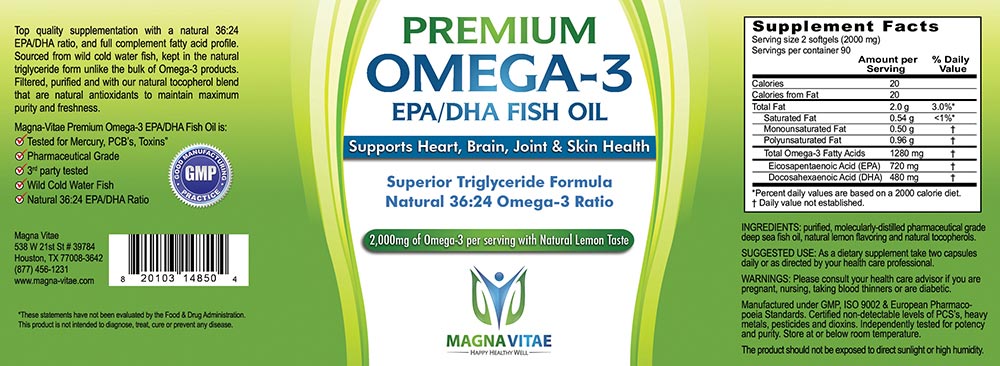 Top quality supplementation with a natural 36:24
EPA/DHA ratio, and full complement fatty acid profile.
Sourced from wild cold water fish, kept in the natural
triglyceride form unlike the bulk of Omega-3 products.
Filtered, purified and with our natural tocopherol blend
that are natural antioxidants to maintain maximum
purity and freshness.
Magna-Vitae Premium Omega-3 EPA/DHA Fish Oil is:
Tested for Mercury, PCB's, Toxins"
Pharmaceutical Grade
3rd party tested
Wild Cold Water Fish
Natural 36:24 EPA/DHA Ratio
GOOD MANUFACTURING
GMP
PRACTICE
Magna Vitae
538 W 21st St # 39784
Houston, TX 77008-3642
(877) 456-1231
www.magna-vitae.com
8 20103 14850 4
*These statements have not been evaluated by the Food & Drug Administration.
This product is not intended to diagnose, treat, cure or prevent any disease.
PREMIUM
OMEGA-3
EPA/DHA FISH OIL
Supports Heart, Brain, Joint & Skin Health
Superior Triglyceride Formula
Natural 36:24 Omega-3 Ratio
2,000mg of Omega-3 per serving with Natural Lemon Taste
MAGNAVITAE
HAPPY HEALTHY WELL
Supplement Facts
Serving size 2 softgels (2000 mg)
Servings per container 90
Amount per Serving % Daily Value
Calories 20
Calories from Fat 20
Total Fat 2.0 g 3.0%*
Saturated Fat 0.54 g <1%*
Monounsaturated Fat 0.50 g †
Polyunsaturated Fat 0.96 g †
Total Omega-3 Fatty Acids 1280 mg †
Eicosapentaenoic Acid (EPA) 720 mg †
Docosahexaenoic Acid (DHA) 480 mg †
*Percent daily values are based on a 2000 calorie diet.
† Daily value not established.
INGREDIENTS: purified, molecularly-distilled pharmaceutical grade
deep sea fish oil, natural lemon flavoring and natural tocopherols.
SUGGESTED USE: As a dietary supplement take two capsules
daily or as directed by your health care professional.
WARNINGS: Please consult your health care advisor if you are
pregnant, nursing, taking blood thinners or are diabetic.
Manufactured under GMP, ISO 9002 & European Pharmaco-
poeia Standards. Certified non-detectable levels of PCS's, heavy
metals, pesticides and dioxins. Independently tested for potency
and purity. Store at or below room temperature.
The product should not be exposed to direct sunlight or high humidity.